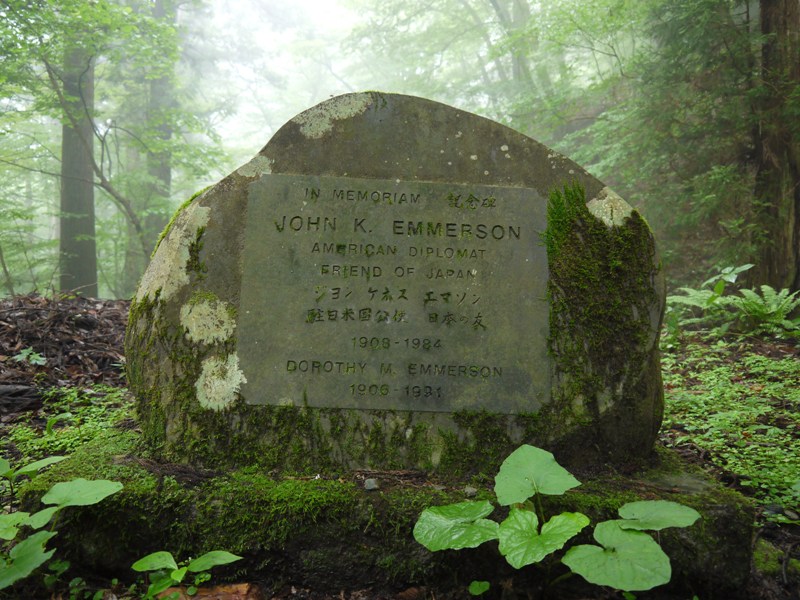 IN MEMORIAM 記念碑
JOHN K. EMMERSON
AMERICAN DIPLOMAT
FRIEND OF JAPAN
ジョン ケネス エマソン
駐日米国公使 日本の友
1908-1984
DOROTHY M. EMMERSON
1906-1991